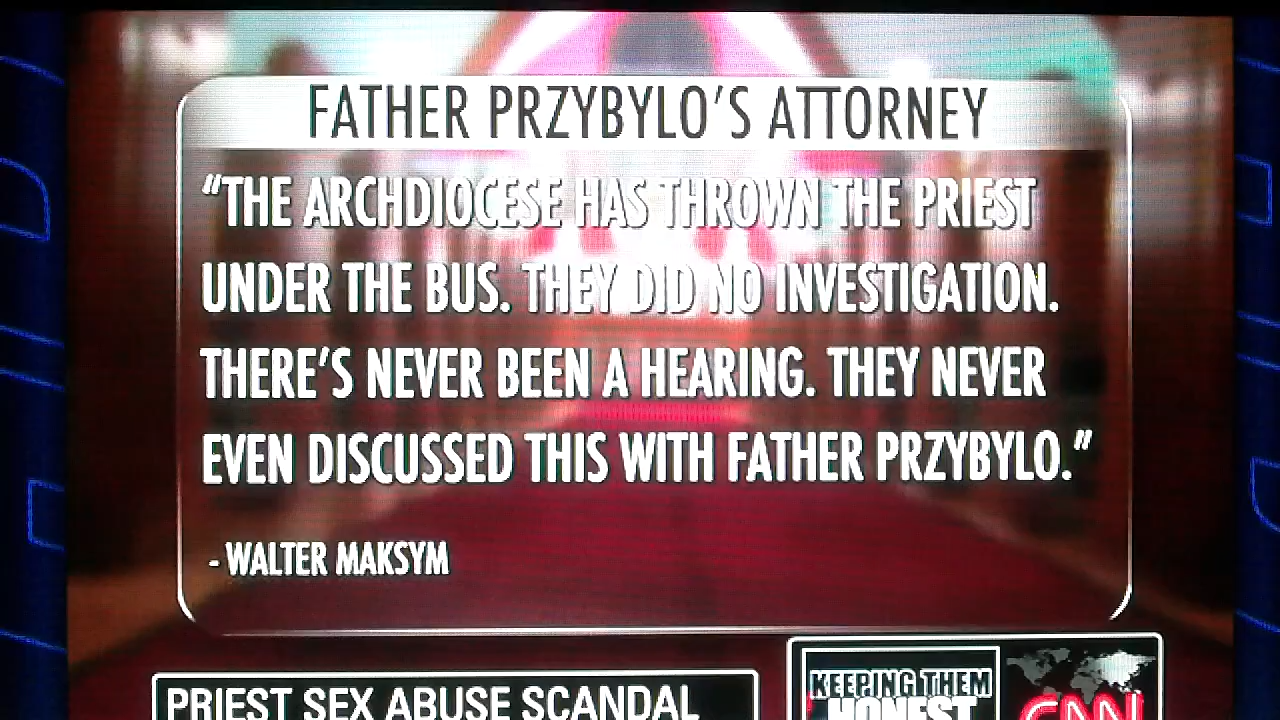 FATHER PRZYBYLO'S ATTORNEY
“THE ARCHDIOCESE HAS THROWN THE PRIEST
UNDER THE BUS. THEY DID NO INVESTIGATION.
THERE'S NEVER BEEN A HEARING. THEY NEVER
EVEN DISCUSSED THIS WITH FATHER PRZYBYLO.”
- WALTER MAKSYM
PRIEST SEX ABUSE SCANDAL
KEEPING THEM
HONEST
CNN